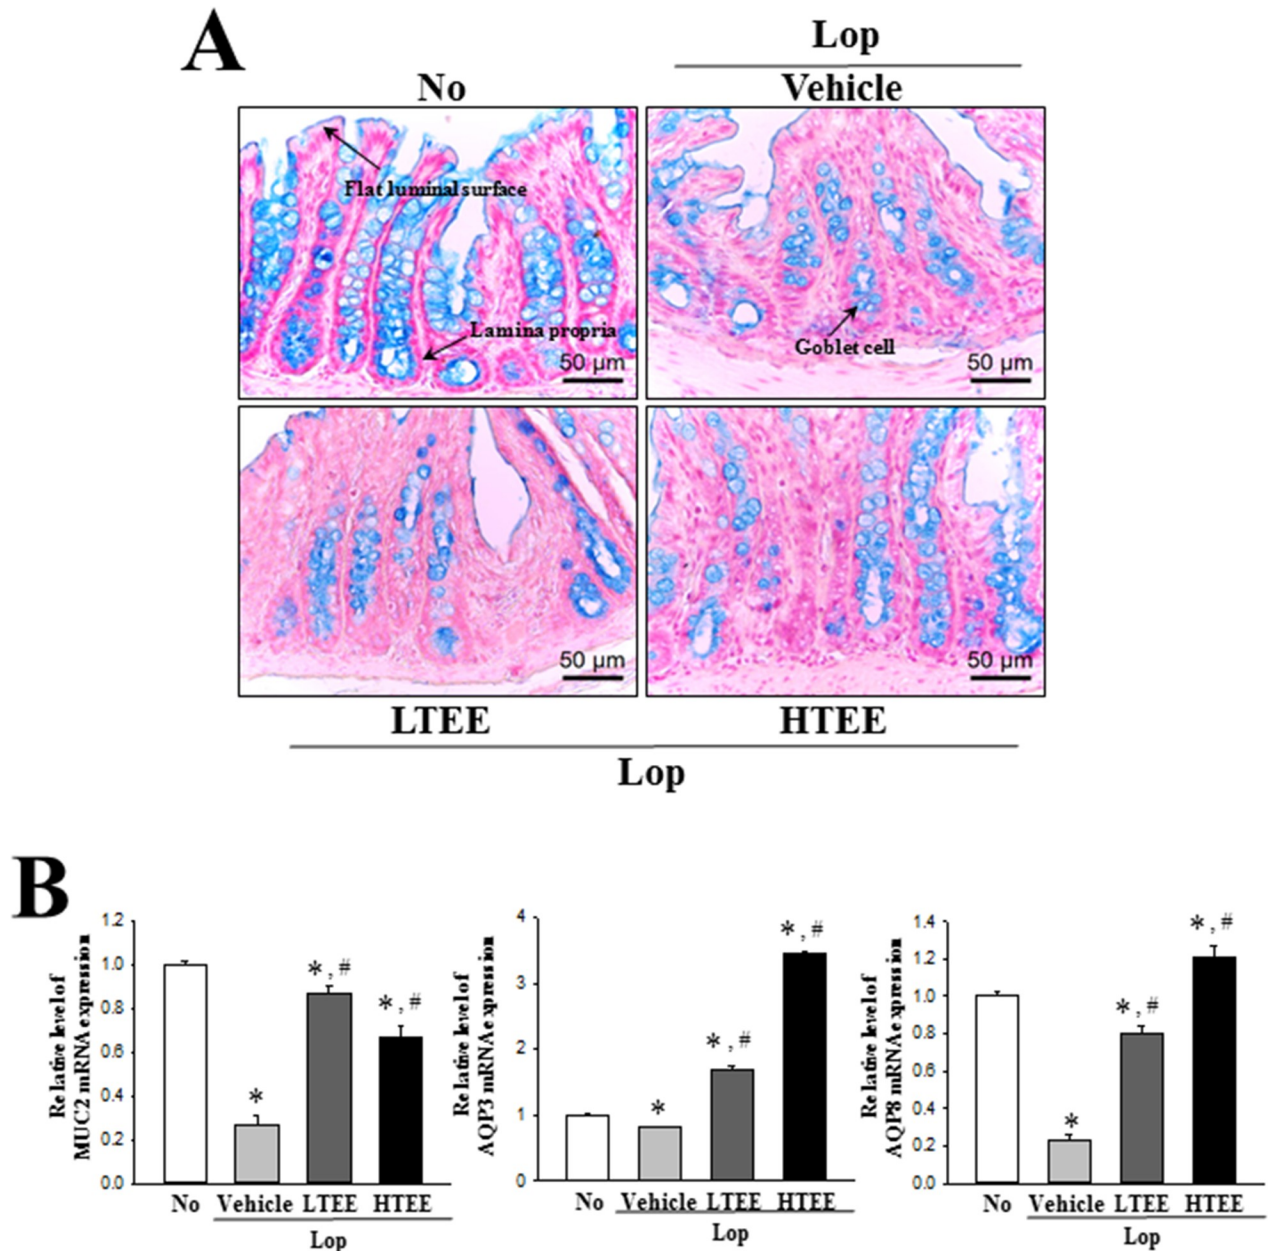 A
Lop
No
Vehicle
Flat luminal surface
Lamina propria
50 µm
Goblet cell
50 µm
50 µm
50 µm
LTEE
HTEE
Lop
B
Relative level of
MUC2 mRNA expression
1.2
1.0
0.8
0.6
0.4
0.2
0.0
*
*, #
*, #
No Vehicle LTEE HTEE
Lop
Relative level of
AQP3 mRNA expression
4
3
2
1
0
*
*, #
*, #
No Vehicle LTEE HTEE
Lop
Relative level of
AQP8 mRNA expression
1.4
1.2
1.0
0.8
0.6
0.4
0.2
0.0
*
*, #
*, #
No Vehicle LTEE HTEE
Lop